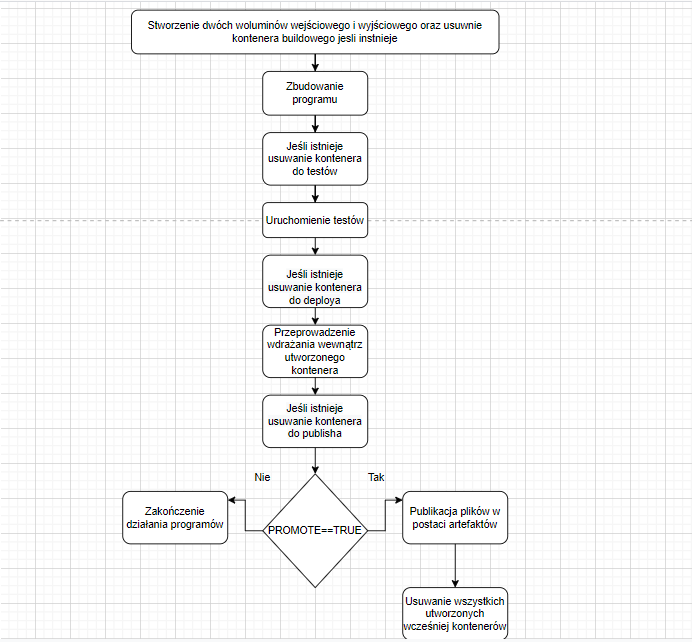 Stworzenie dwóch woluminów wejściowego i wyjściowego oraz usuwnie
kontenera buildowego jesli instnieje
Zbudowanie
programu
Jeśli istnieje
usuwanie kontenera
do testów
Uruchomienie testów
Jeśli istnieje
usuwanie kontenera
do deploya
Przeprowadzenie
wdrażania wewnątrz
utworzonego
kontenera
Jeśli istnieje
usuwanie kontenera
do publisha
Nie
Tak
PROMOTE==TRUE
Zakończenie
działania programów
Publikacja plików w
postaci artefaktów
Usuwanie wszystkich
utworzonych
wcześniej kontenerów